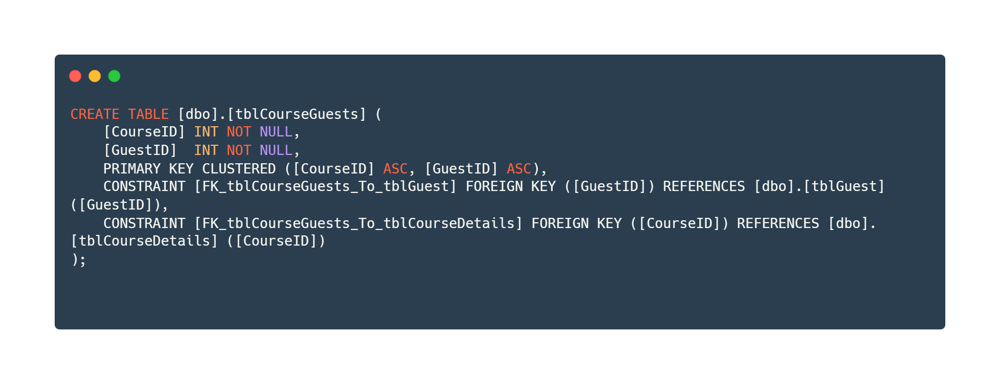 CREATE TABLE [dbo].[tblCourseGuests] (
    [CourseID] INT NOT NULL,
    [GuestID]  INT NOT NULL,
    PRIMARY KEY CLUSTERED ([CourseID] ASC, [GuestID] ASC),
    CONSTRAINT [FK_tblCourseGuests_To_tblGuest] FOREIGN KEY ([GuestID]) REFERENCES [dbo].[tblGuest]
([GuestID]),
    CONSTRAINT [FK_tblCourseGuests_To_tblCourseDetails] FOREIGN KEY ([CourseID]) REFERENCES [dbo].
[tblCourseDetails] ([CourseID])
);